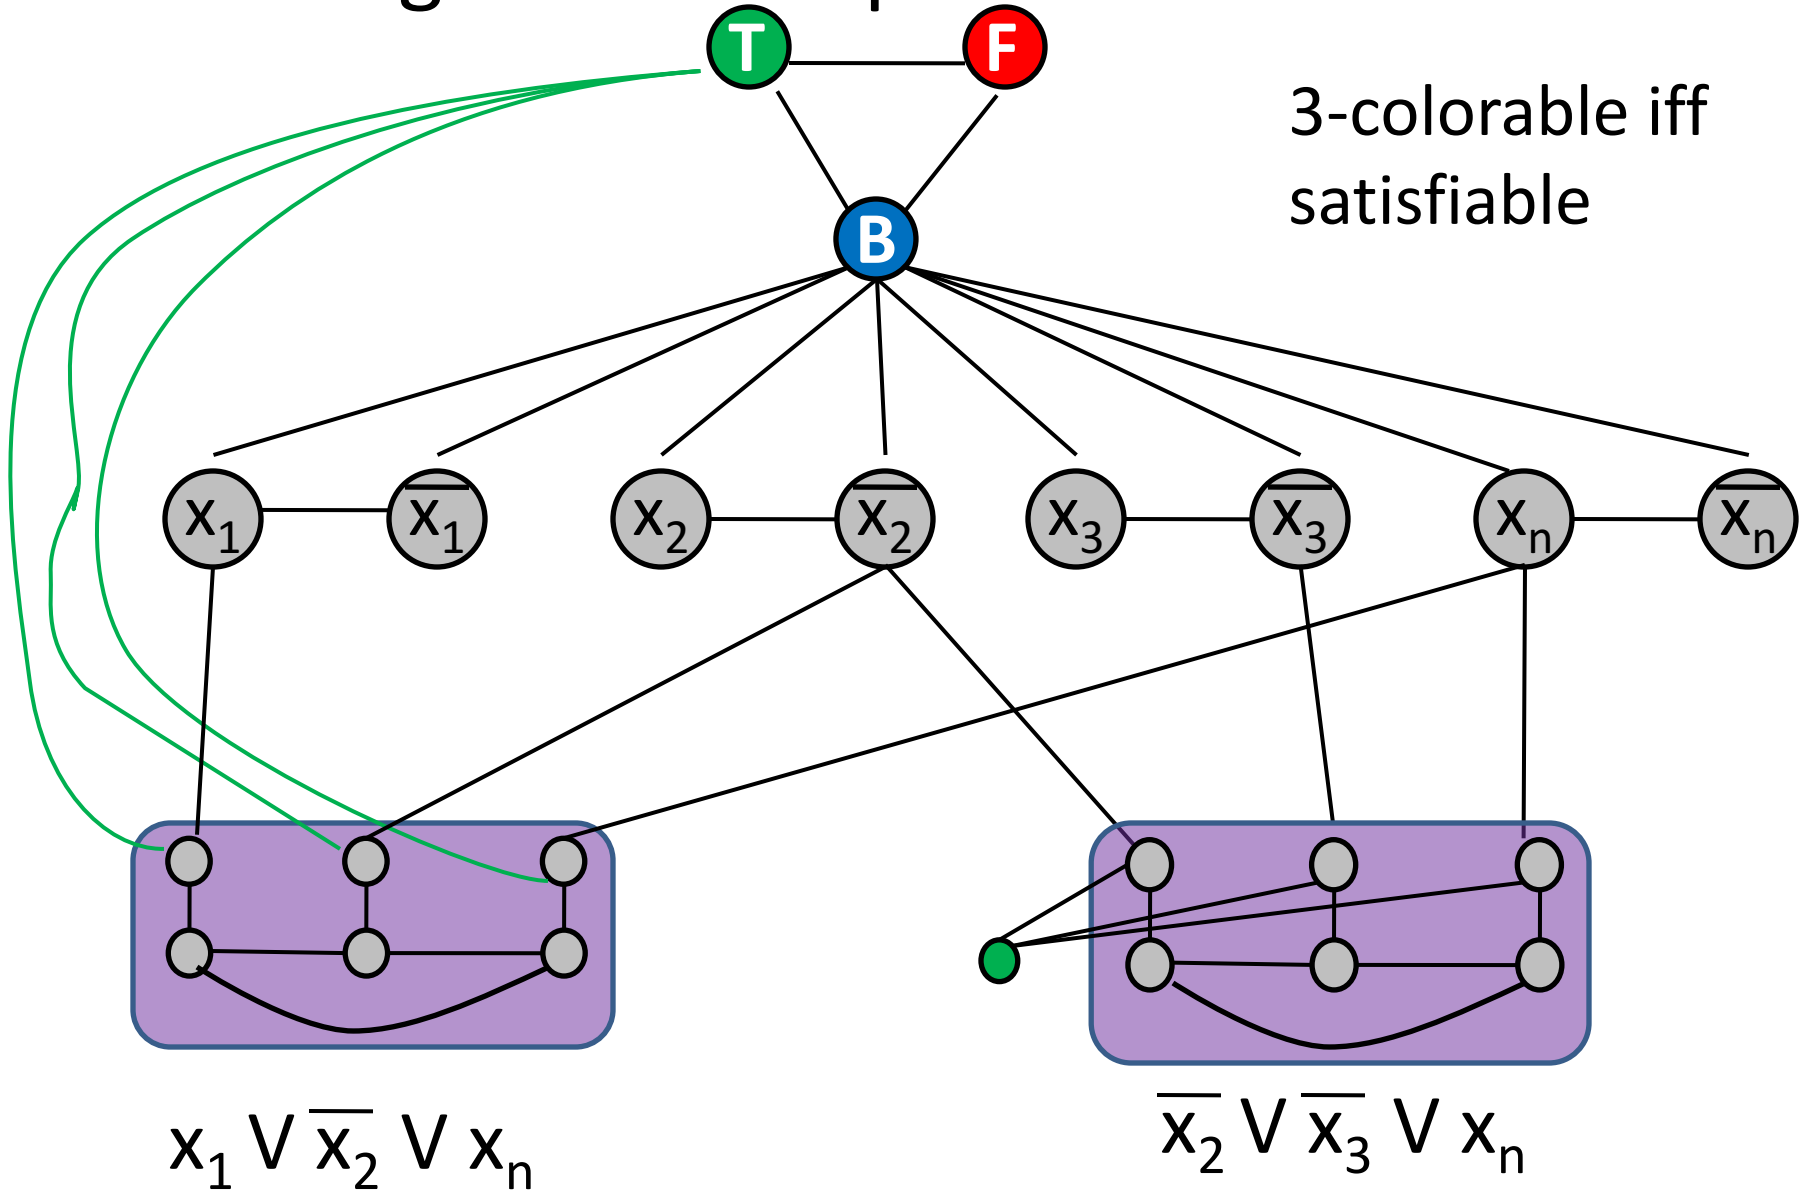 T F
3-colorable iff
satisfiable
B
x₁ x̅₁ x₂ x̅₂ x₃ x̅₃ xₙ x̅ₙ
x₁ V x̅₂ V xₙ
x̅₂ V x̅₃ V xₙ